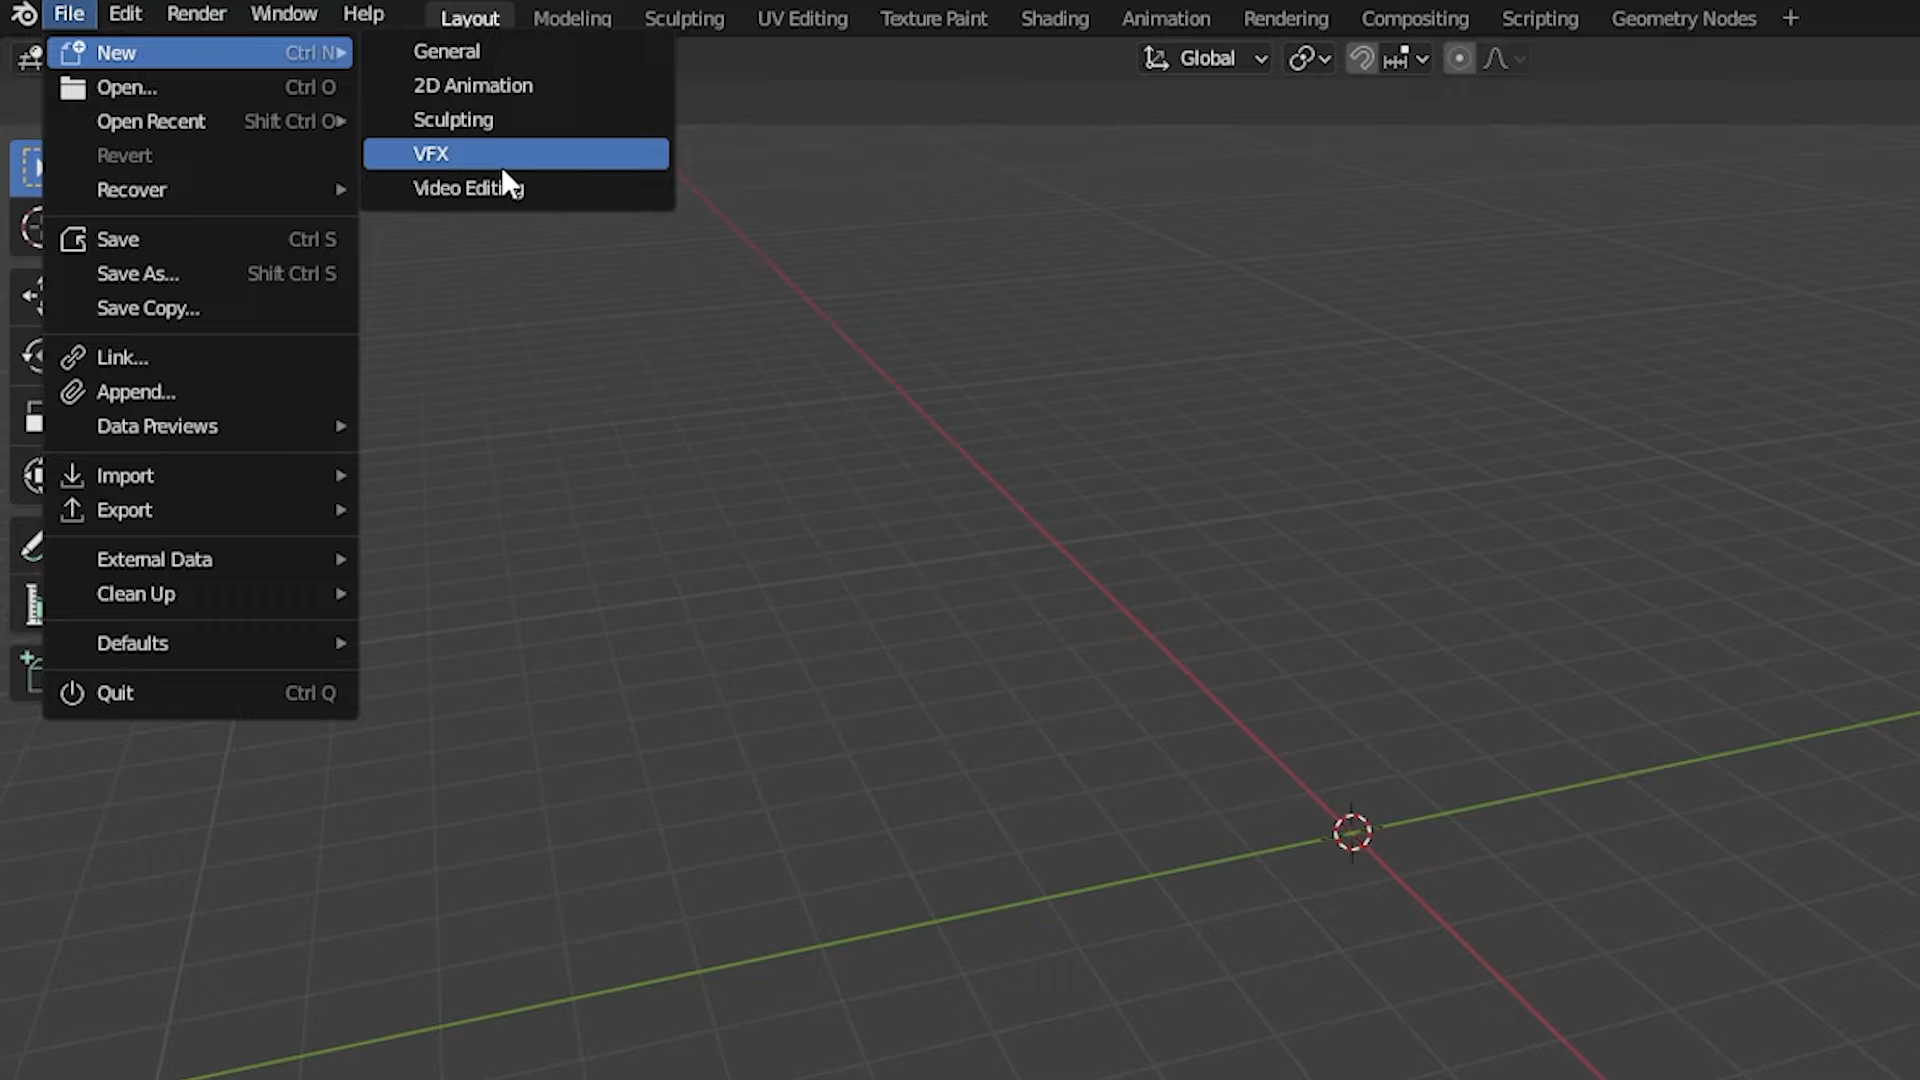 File Edit Render Window Help Layout Modeling Sculpting UV Editing Texture Paint Shading Animation Rendering Compositing Scripting Geometry Nodes +
Global
New Ctrl N
Open... Ctrl O
Open Recent Shift Ctrl O
Revert
Recover
Save Ctrl S
Save As... Shift Ctrl S
Save Copy...
Link...
Append...
Data Previews
Import
Export
External Data
Clean Up
Defaults
Quit Ctrl Q
General
2D Animation
Sculpting
VFX
Video Editing